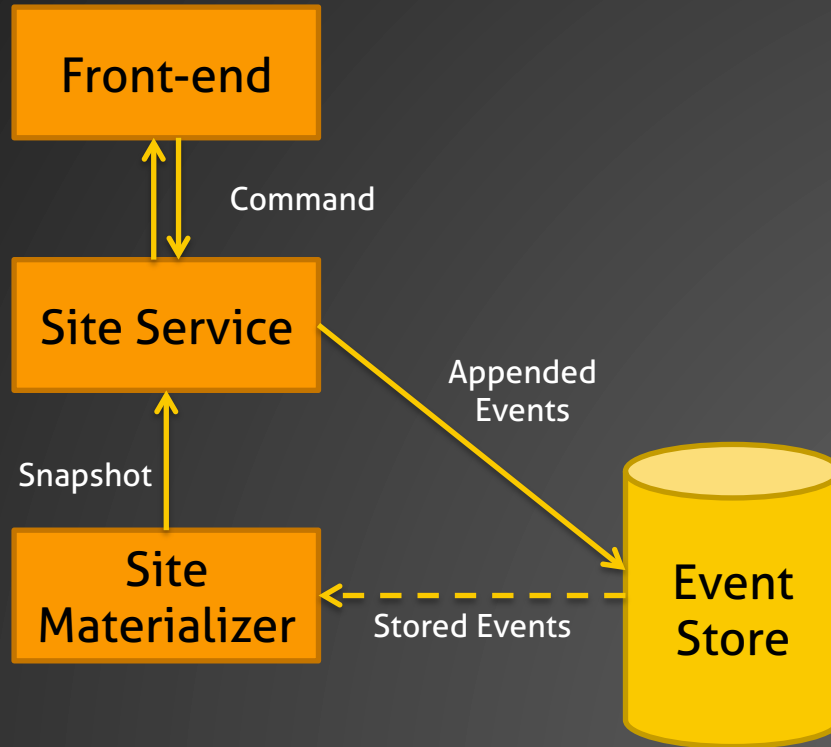 Front-end
Command
Site Service
Appended
Events
Snapshot
Site
Materializer
Stored Events
Event
Store